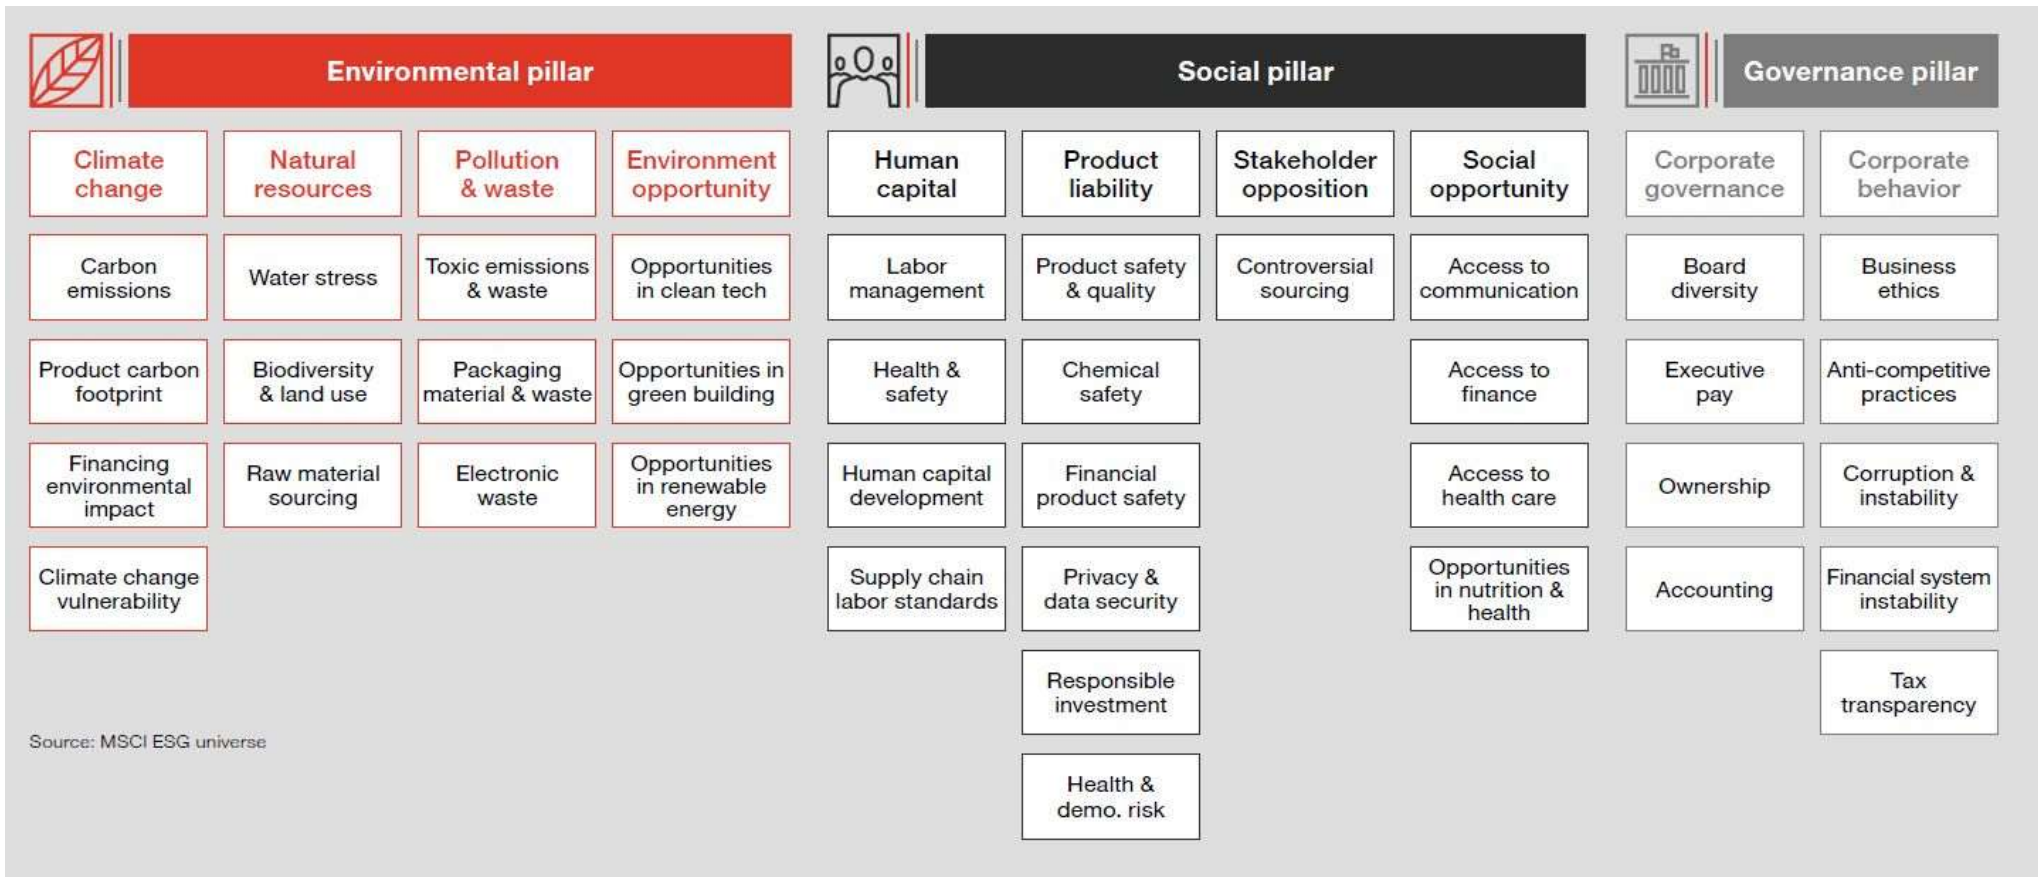 Environmental pillar
Social pillar
Governance pillar
Climate
change
Natural
resources
Pollution
& waste
Environment
opportunity
Human
capital
Product
liability
Stakeholder
opposition
Social
opportunity
Corporate
governance
Corporate
behavior
Carbon
emissions
Water stress
Toxic emissions
& waste
Opportunities
in clean tech
Labor
management
Product safety
& quality
Controversial
sourcing
Access to
communication
Board
diversity
Business
ethics
Product carbon
footprint
Biodiversity
& land use
Packaging
material & waste
Opportunities in
green building
Health &
safety
Chemical
safety
Access to
finance
Executive
pay
Anti-competitive
practices
Financing
environmental
impact
Raw material
sourcing
Electronic
waste
Opportunities
in renewable
energy
Human capital
development
Financial
product safety
Access to
health care
Ownership
Corruption &
instability
Climate change
vulnerability
Supply chain
labor standards
Privacy &
data security
Opportunities
in nutrition &
health
Accounting
Financial system
instability
Responsible
investment
Tax
transparency
Health &
demo. risk
Source: MSCI ESG universe